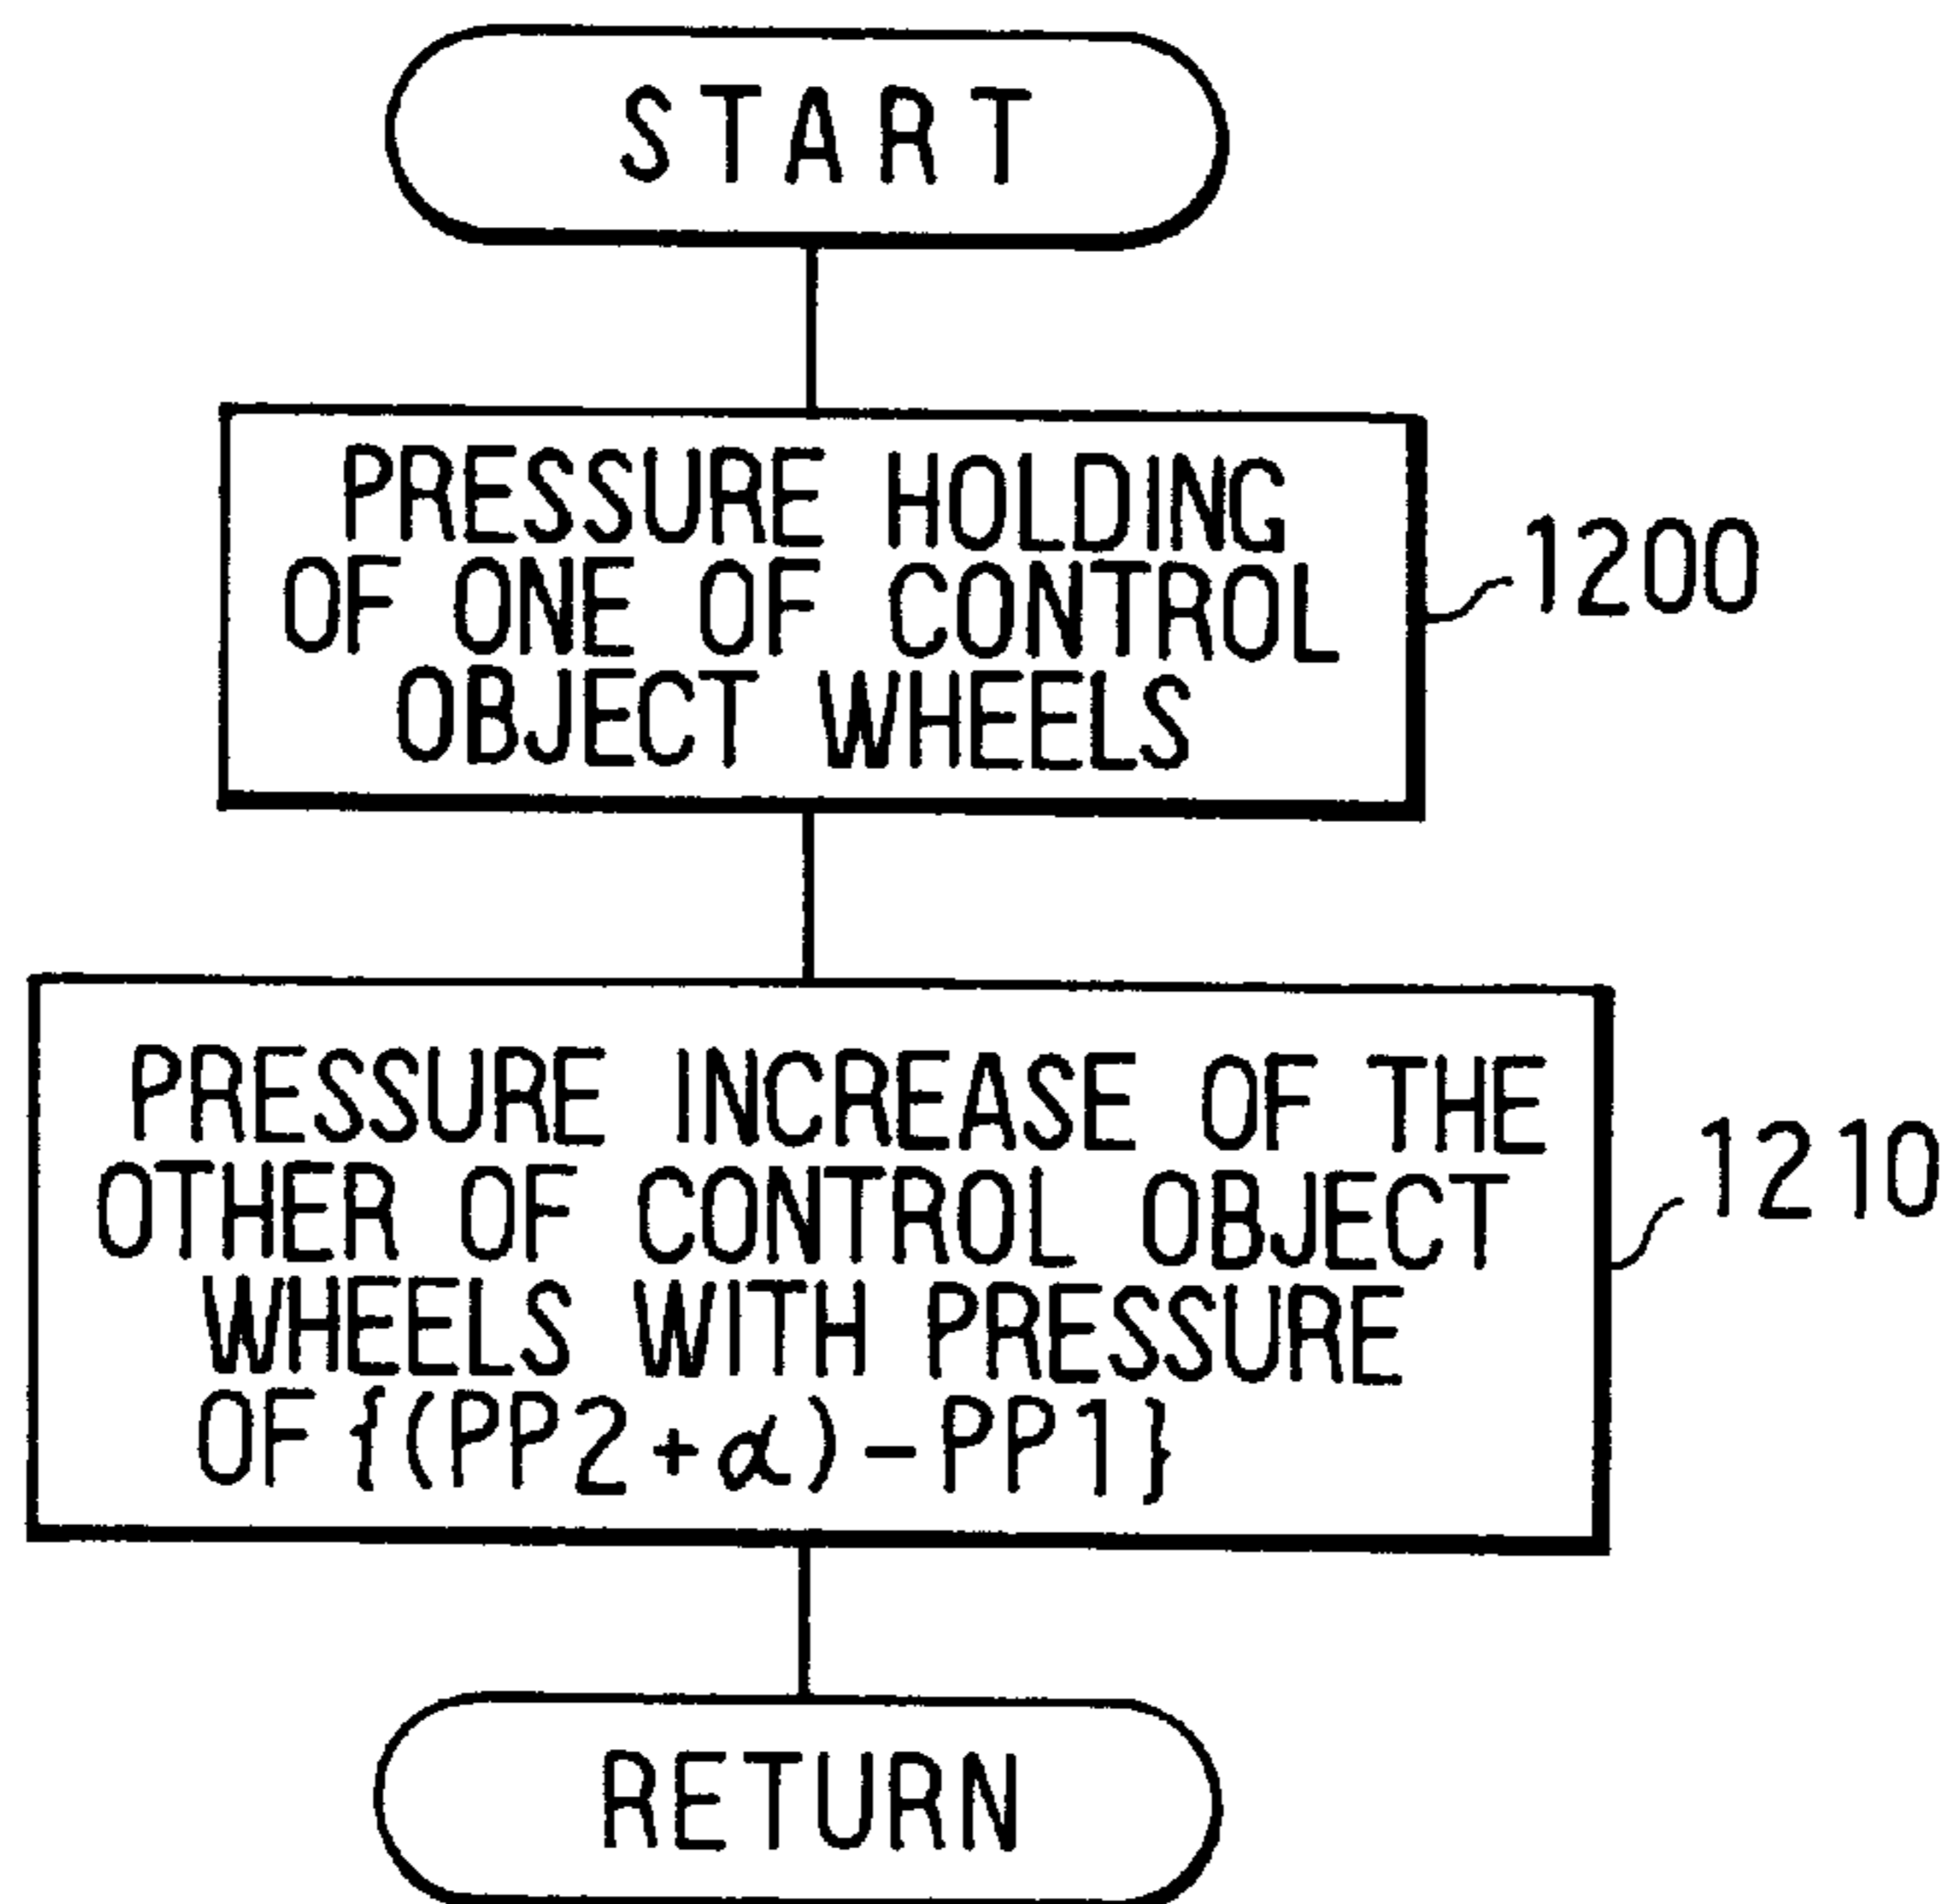 START
PRESSURE HOLDING
OF ONE OF CONTROL
OBJECT WHEELS
1200
PRESSURE INCREASE OF THE
OTHER OF CONTROL OBJECT
WHEELS WITH PRESSURE
OF {(PP2+α)-PP1}
1210
RETURN